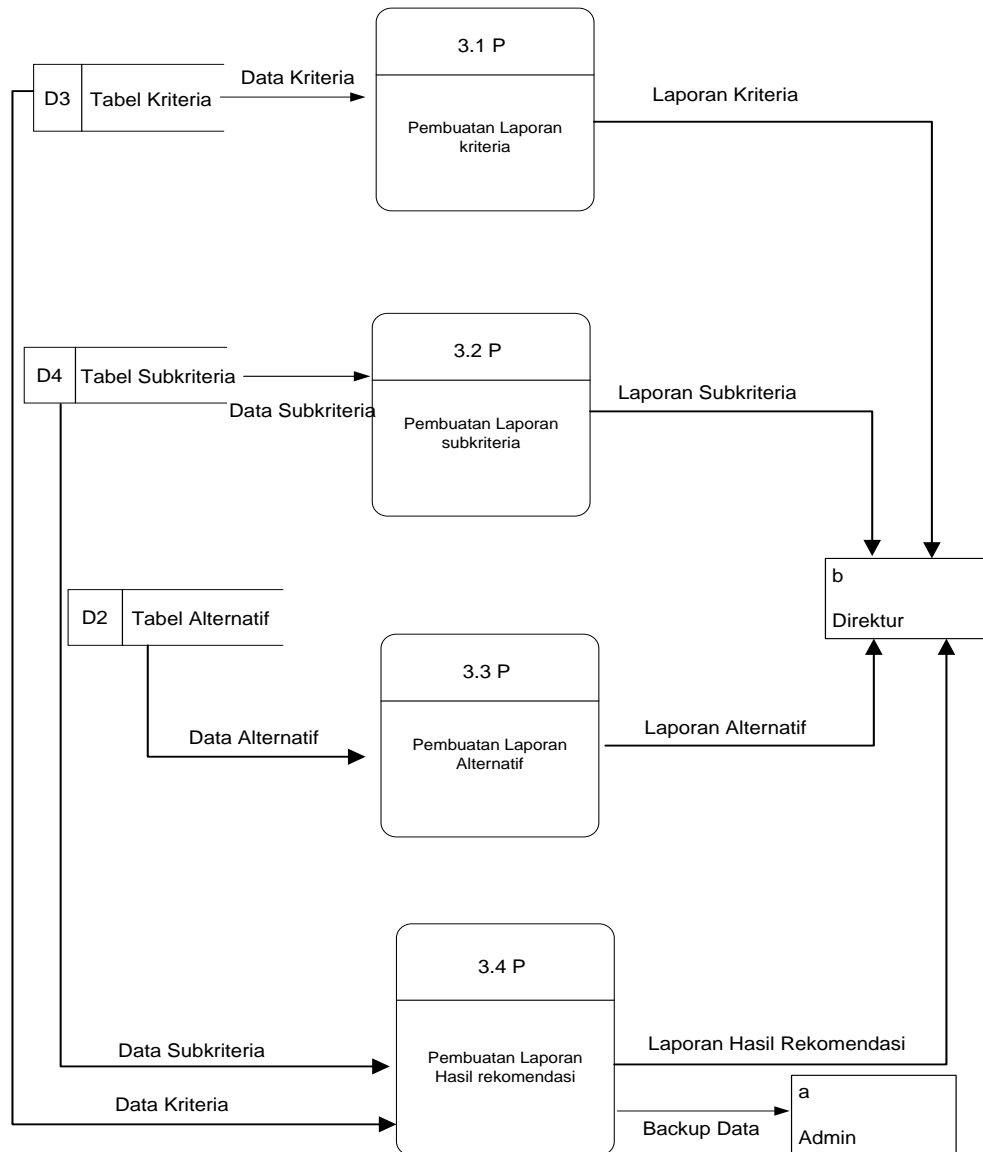 3.1 P
Data Kriteria
D3 Tabel Kriteria
Laporan Kriteria
Pembuatan Laporan
kriteria
3.2 P
D4 Tabel Subkriteria
Laporan Subkriteria
Data Subkriteria
Pembuatan Laporan
subkriteria
b
Direktur
D2 Tabel Alternatif
3.3 P
Data Alternatif
Laporan Alternatif
Pembuatan Laporan
Alternatif
3.4 P
Data Subkriteria
Laporan Hasil Rekomendasi
Pembuatan Laporan
Hasil rekomendasi
Data Kriteria
a
Backup Data
Admin